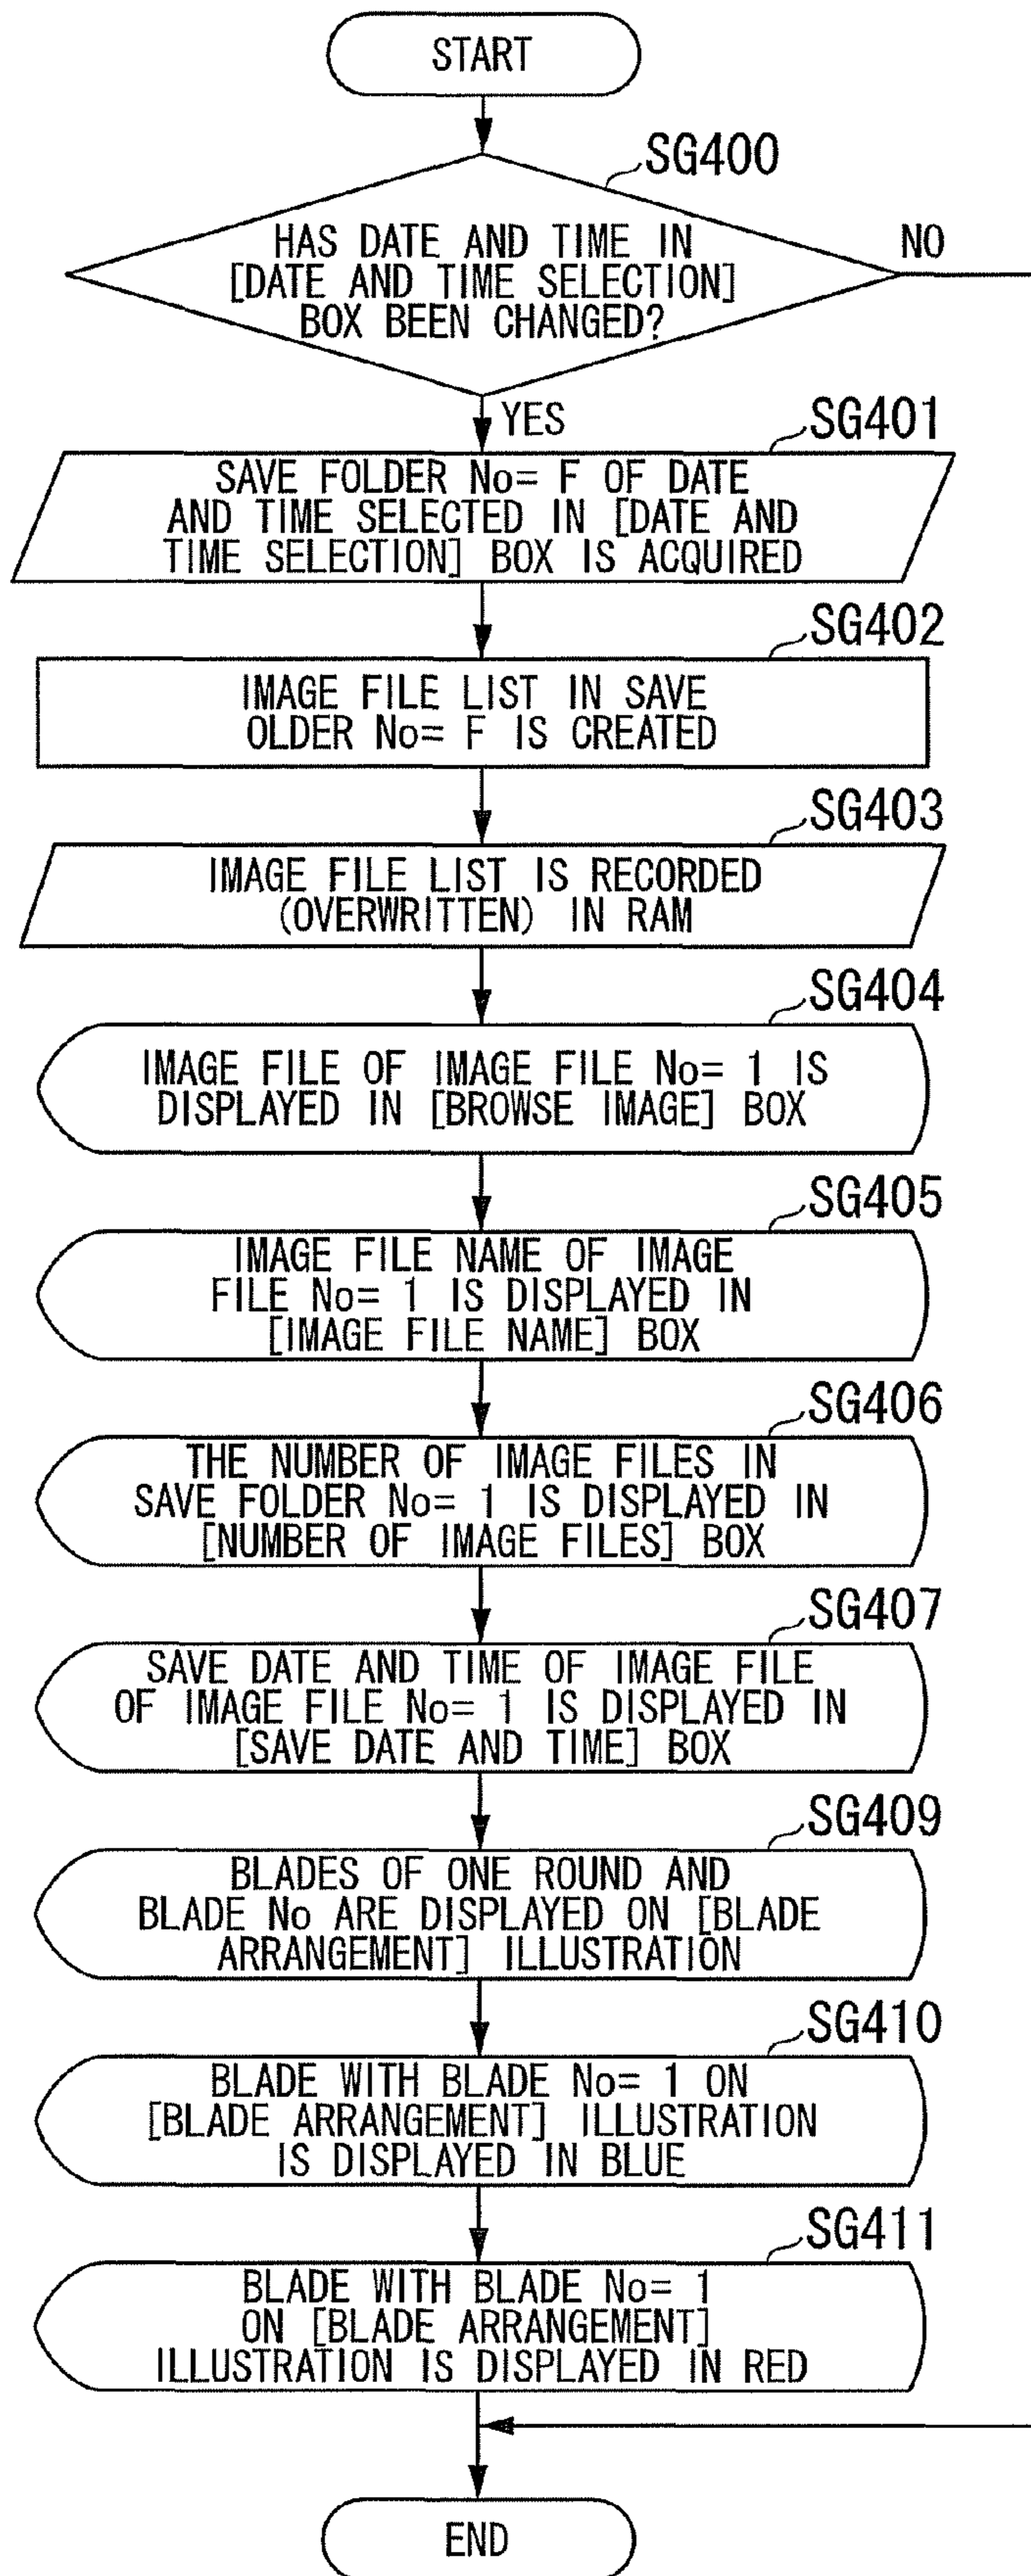 START
SG400
HAS DATE AND TIME IN
[DATE AND TIME SELECTION]
BOX BEEN CHANGED?
NO
YES
SG401
SAVE FOLDER No= F OF DATE
AND TIME SELECTED IN [DATE AND
TIME SELECTION] BOX IS ACQUIRED
SG402
IMAGE FILE LIST IN SAVE
OLDER No= F IS CREATED
SG403
IMAGE FILE LIST IS RECORDED
(OVERWRITTEN) IN RAM
SG404
IMAGE FILE OF IMAGE FILE No= 1 IS
DISPLAYED IN [BROWSE IMAGE] BOX
SG405
IMAGE FILE NAME OF IMAGE
FILE No= 1 IS DISPLAYED IN
[IMAGE FILE NAME] BOX
SG406
THE NUMBER OF IMAGE FILES IN
SAVE FOLDER No= 1 IS DISPLAYED IN
[NUMBER OF IMAGE FILES] BOX
SG407
SAVE DATE AND TIME OF IMAGE FILE
OF IMAGE FILE No= 1 IS DISPLAYED IN
[SAVE DATE AND TIME] BOX
SG409
BLADES OF ONE ROUND AND
BLADE No ARE DISPLAYED ON [BLADE
ARRANGEMENT] ILLUSTRATION
SG410
BLADE WITH BLADE No= 1 ON
[BLADE ARRANGEMENT] ILLUSTRATION
IS DISPLAYED IN BLUE
SG411
BLADE WITH BLADE No= 1
ON [BLADE ARRANGEMENT]
ILLUSTRATION IS DISPLAYED IN RED
END